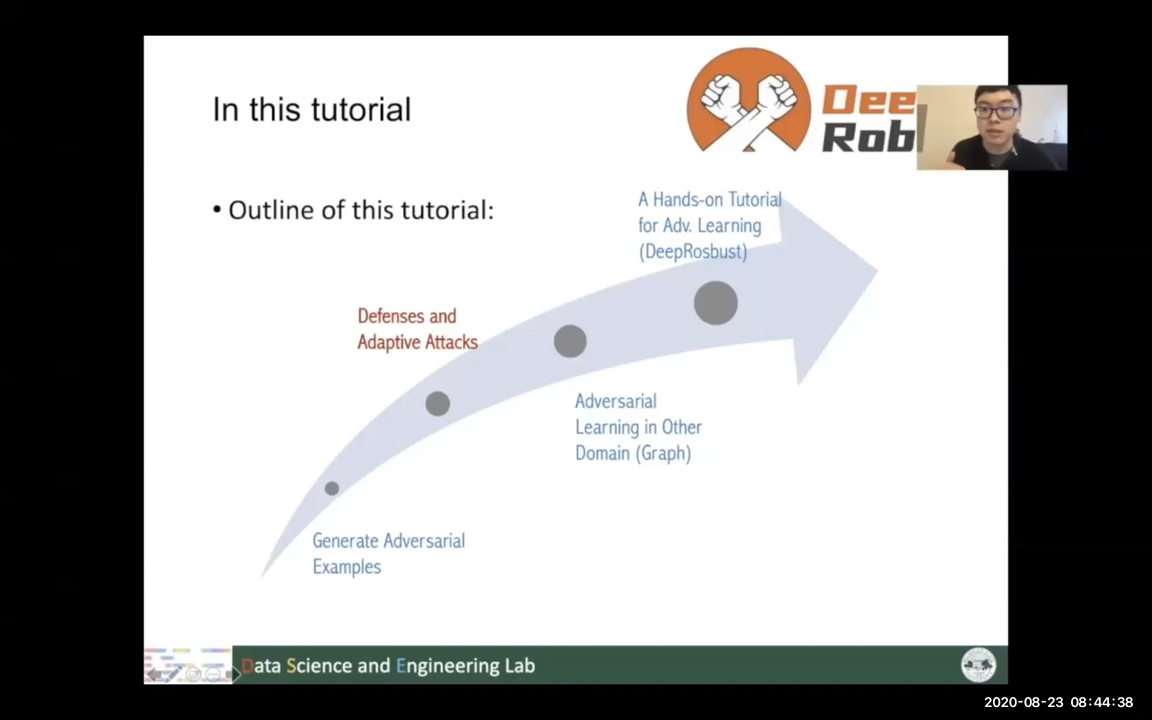 In this tutorial
Dee
Rob
• Outline of this tutorial:
A Hands-on Tutorial
for Adv. Learning
(DeepRosbust)
Defenses and
Adaptive Attacks
Adversarial
Learning in Other
Domain (Graph)
Generate Adversarial
Examples
Data Science and Engineering Lab
2020-08-23 08:44:38